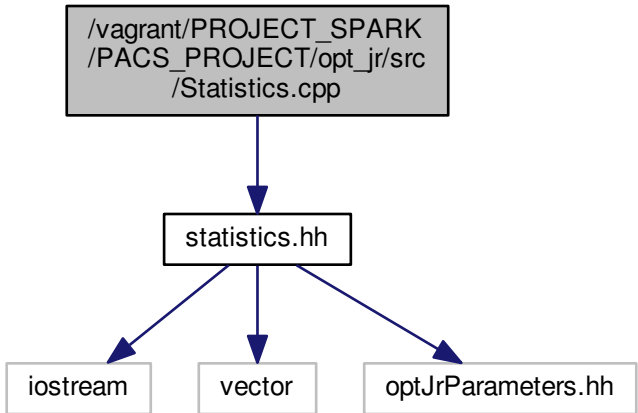 /vagrant/PROJECT_SPARK
/PACS_PROJECT/opt_jr/src
/Statistics.cpp
statistics.hh
iostream
vector
optJrParameters.hh